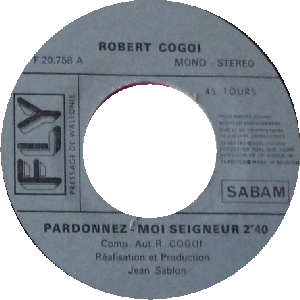 ROBERT COGOI
F.20.758 A
MONO - STEREO
45 TOURS
FLY
PRESSAGE DE WALLONIE
SABAM
PARDONNEZ-MOI SEIGNEUR 2'40
Comp. Aut. R. COGOI
Réalisation et Production
Jean Sablon